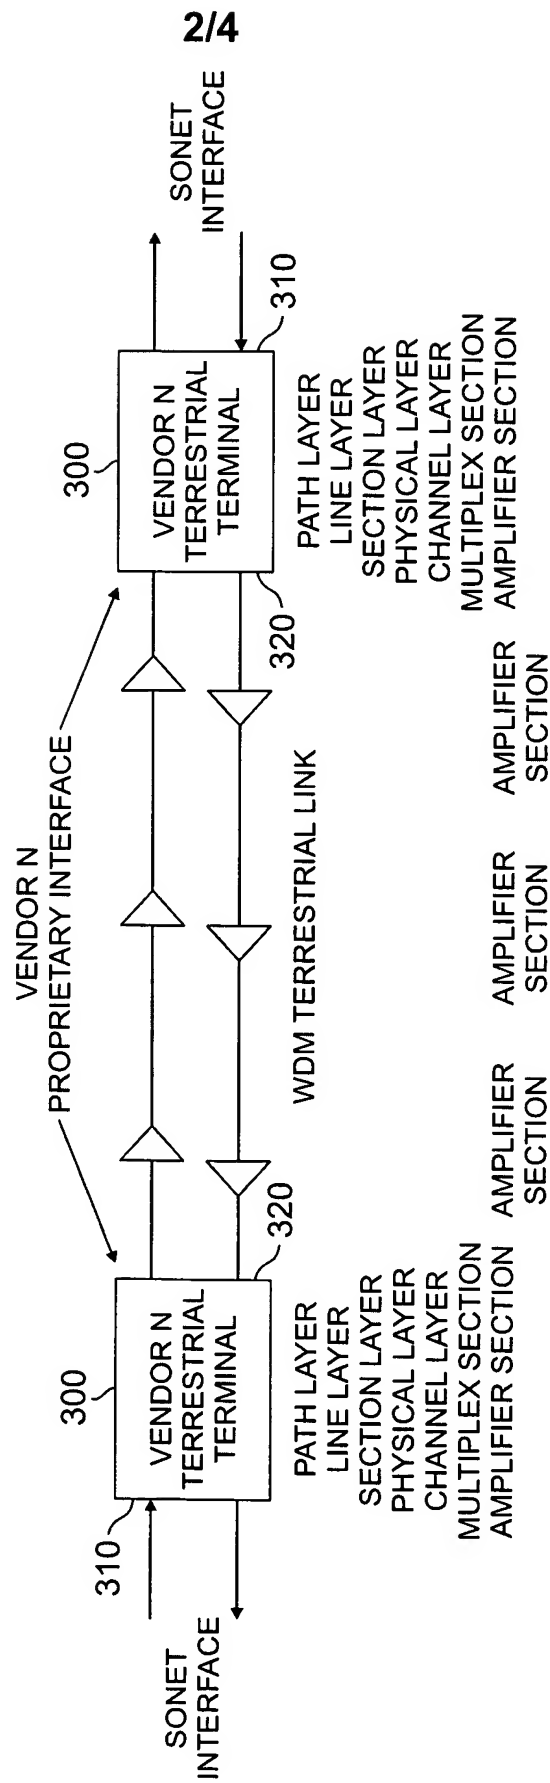 2/4
VENDOR N
PROPRIETARY INTERFACE
SONET
INTERFACE
310
300
VENDOR N
TERRESTRIAL
TERMINAL
320
WDM TERRESTRIAL LINK
300
VENDOR N
TERRESTRIAL
TERMINAL
320
310
SONET
INTERFACE
PATH LAYER
LINE LAYER
SECTION LAYER
PHYSICAL LAYER
CHANNEL LAYER
MULTIPLEX SECTION
AMPLIFIER SECTION
AMPLIFIER
SECTION
AMPLIFIER
SECTION
AMPLIFIER
SECTION
PATH LAYER
LINE LAYER
SECTION LAYER
PHYSICAL LAYER
CHANNEL LAYER
MULTIPLEX SECTION
AMPLIFIER SECTION